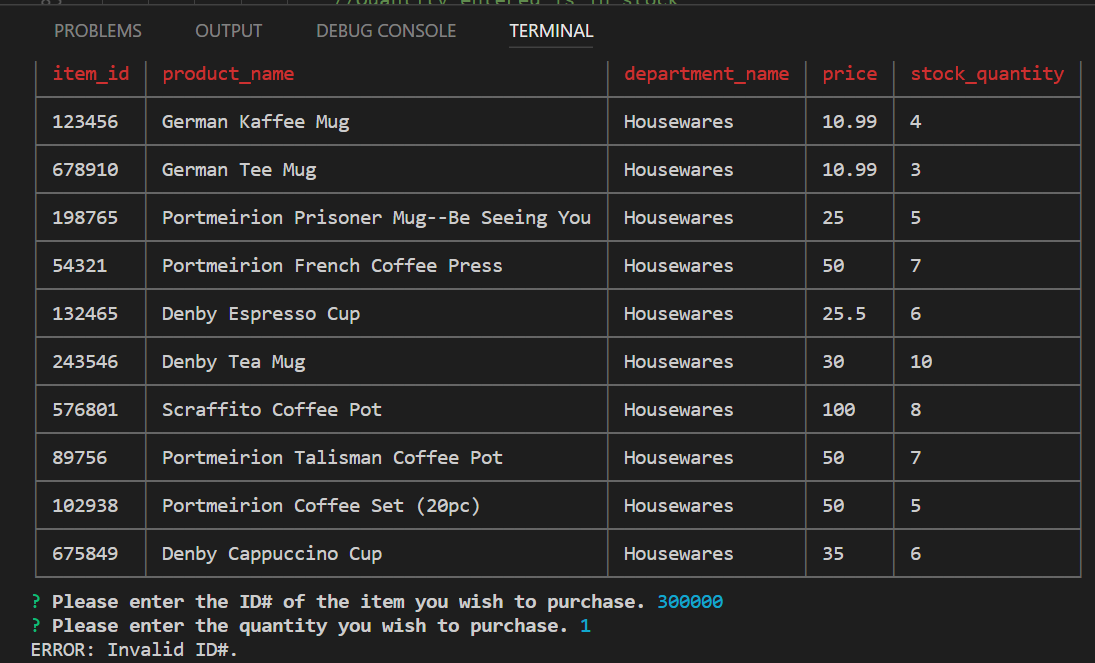 //quantity entered is in stock
PROBLEMS OUTPUT DEBUG CONSOLE TERMINAL
item_id product_name department_name price stock_quantity
123456 German Kaffee Mug Housewares 10.99 4
678910 German Tee Mug Housewares 10.99 3
198765 Portmeirion Prisoner Mug--Be Seeing You Housewares 25 5
54321 Portmeirion French Coffee Press Housewares 50 7
132465 Denby Espresso Cup Housewares 25.5 6
243546 Denby Tea Mug Housewares 30 10
576801 Scraffito Coffee Pot Housewares 100 8
89756 Portmeirion Talisman Coffee Pot Housewares 50 7
102938 Portmeirion Coffee Set (20pc) Housewares 50 5
675849 Denby Cappuccino Cup Housewares 35 6
? Please enter the ID# of the item you wish to purchase. 300000
? Please enter the quantity you wish to purchase. 1
ERROR: Invalid ID#.